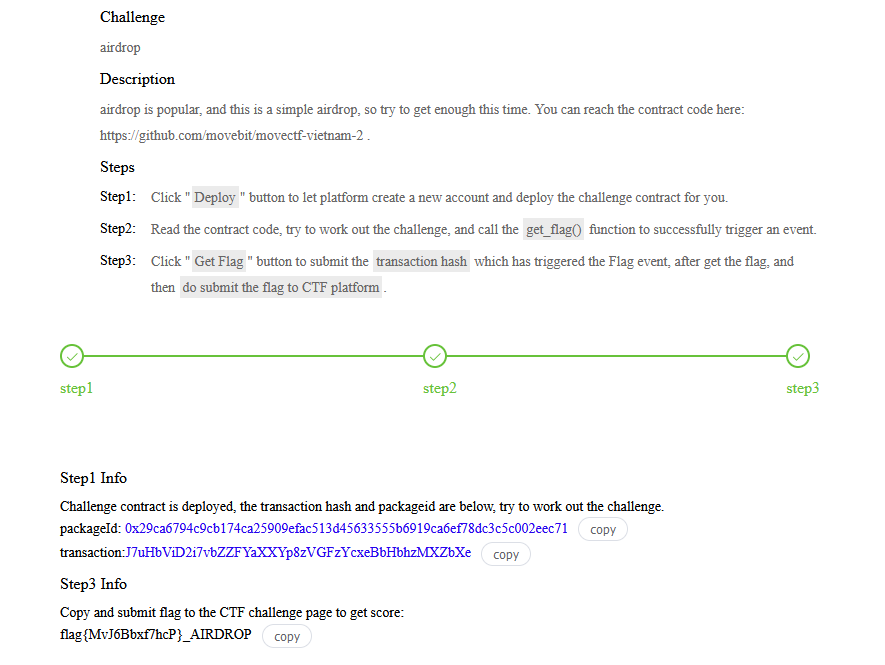 Challenge
airdrop
Description
airdrop is popular, and this is a simple airdrop, so try to get enough this time. You can reach the contract code here:
https://github.com/movebit/movectf-vietnam-2 .
Steps
Step1: Click " Deploy " button to let platform create a new account and deploy the challenge contract for you.
Step2: Read the contract code, try to work out the challenge, and call the get_flag() function to successfully trigger an event.
Step3: Click " Get Flag " button to submit the transaction hash which has triggered the Flag event, after get the flag, and
then do submit the flag to CTF platform .
step1 step2 step3
Step1 Info
Challenge contract is deployed, the transaction hash and packageid are below, try to work out the challenge.
packageId: 0x29ca6794c9cb174ca25909efac513d45633555b6919ca6ef78dc3c5c002eec71 copy
transaction:J7uHbViD2i7vbZZFYaXXYp8zVGFzYcxeBbHbhzMXZbXe copy
Step3 Info
Copy and submit flag to the CTF challenge page to get score:
flag{MvJ6Bbxf7hcP}_AIRDROP copy